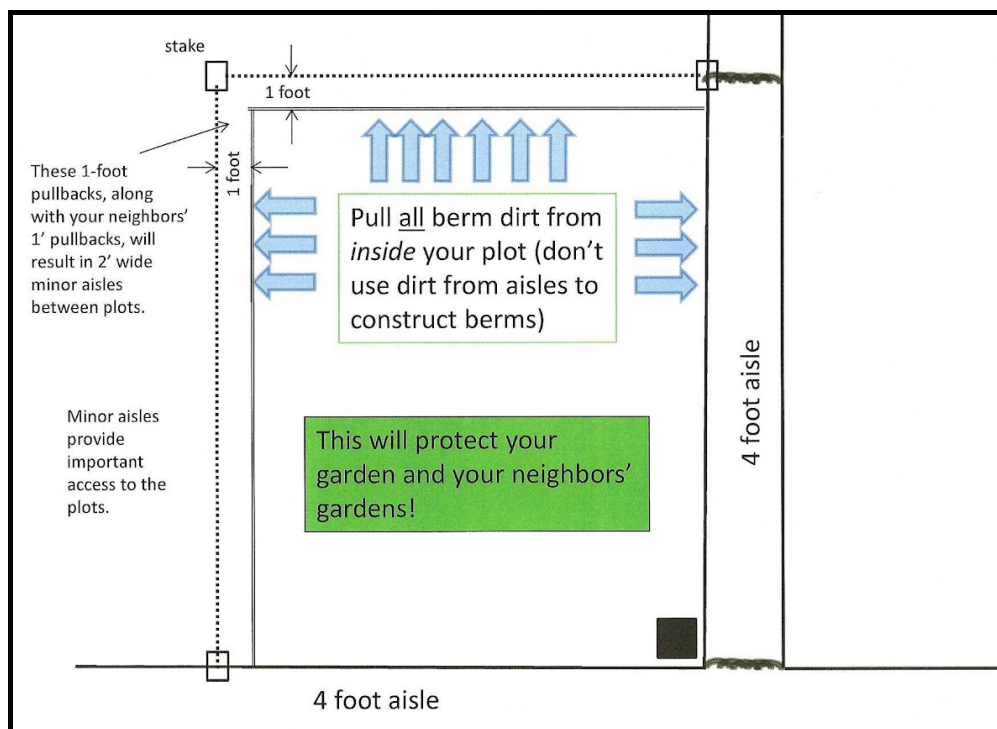 stake
1 foot
1 foot
These 1-foot
pullbacks, along
with your neighbors'
1' pullbacks, will
result in 2' wide
minor aisles
between plots.
Pull all berm dirt from
inside your plot (don't
use dirt from aisles to
construct berms)
Minor aisles
provide
important
access to the
plots.
This will protect your
garden and your neighbors'
gardens!
4 foot aisle
4 foot aisle